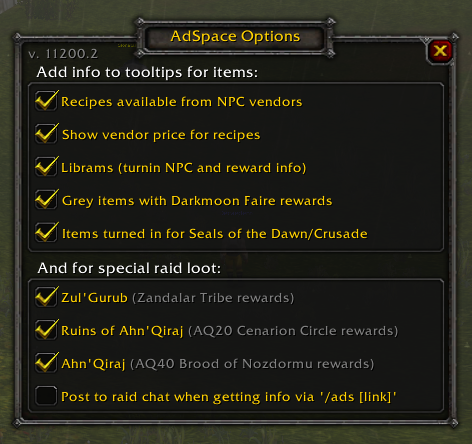 AdSpace Options
v. 11200.2
Add info to tooltips for items:
Recipes available from NPC vendors
Show vendor price for recipes
Librams (turnin NPC and reward info)
Grey items with Darkmoon Faire rewards
Items turned in for Seals of the Dawn/Crusade
And for special raid loot:
Zul'Gurub (Zandalar Tribe rewards)
Ruins of Ahn'Qiraj (AQ20 Cenarion Circle rewards)
Ahn'Qiraj (AQ40 Brood of Nozdormu rewards)
Post to raid chat when getting info via '/ads [link]'